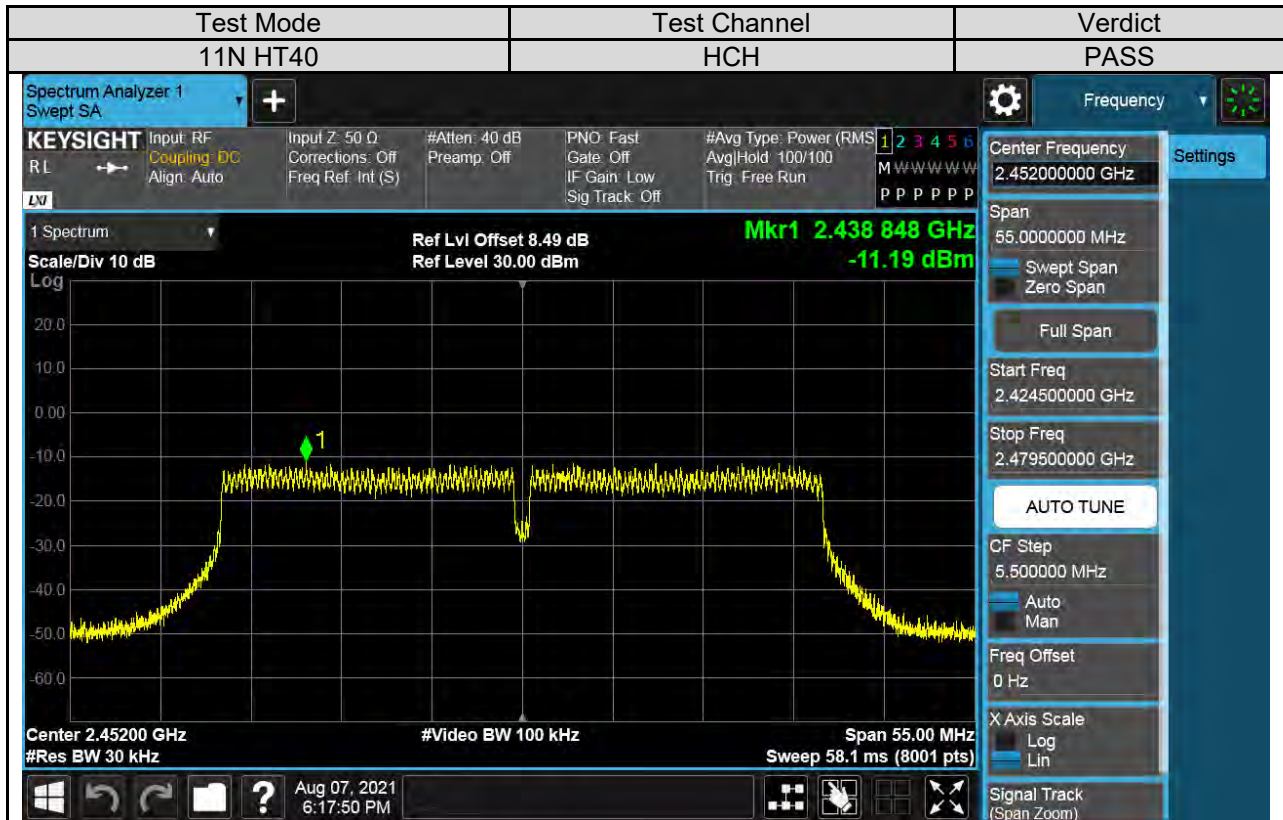 Test Mode Test Channel Verdict
11N HT40 HCH PASS
Spectrum Analyzer 1
Swept SA
Frequency
KEYSIGHT
RL
LXI
Input: RF
Coupling: DC
Align: Auto
Input Z: 50 Ω
Corrections: Off
Freq Ref: Int (S)
#Atten: 40 dB
Preamp: Off
PNO: Fast
Gate: Off
IF Gain: Low
Sig Track: Off
#Avg Type: Power (RMS
Avg|Hold: 100/100
Trig: Free Run
1 2 3 4 5 6
M W W W W W
P P P P P P
1 Spectrum
Scale/Div 10 dB
Ref Lvl Offset 8.49 dB
Ref Level 30.00 dBm
Mkr1 2.438 848 GHz
-11.19 dBm
Log
20.0
10.0
0.00
-10.0
-20.0
-30.0
-40.0
-50.0
-60.0
1
Center 2.45200 GHz
#Res BW 30 kHz
#Video BW 100 kHz
Span 55.00 MHz
Sweep 58.1 ms (8001 pts)
Center Frequency
2.452000000 GHz
Settings
Span
55.0000000 MHz
Swept Span
Zero Span
Full Span
Start Freq
2.424500000 GHz
Stop Freq
2.479500000 GHz
AUTO TUNE
CF Step
5.500000 MHz
Auto
Man
Freq Offset
0 Hz
X Axis Scale
Log
Lin
Signal Track
(Span Zoom)
?
Aug 07, 2021
6:17:50 PM